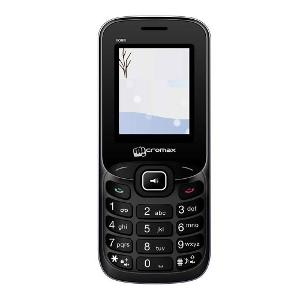 micromax
1
2 abc
3 def
4 ghi
5 jkl
6 mno
7 pqrs
8 tuv
9 wxyz
*
0
#